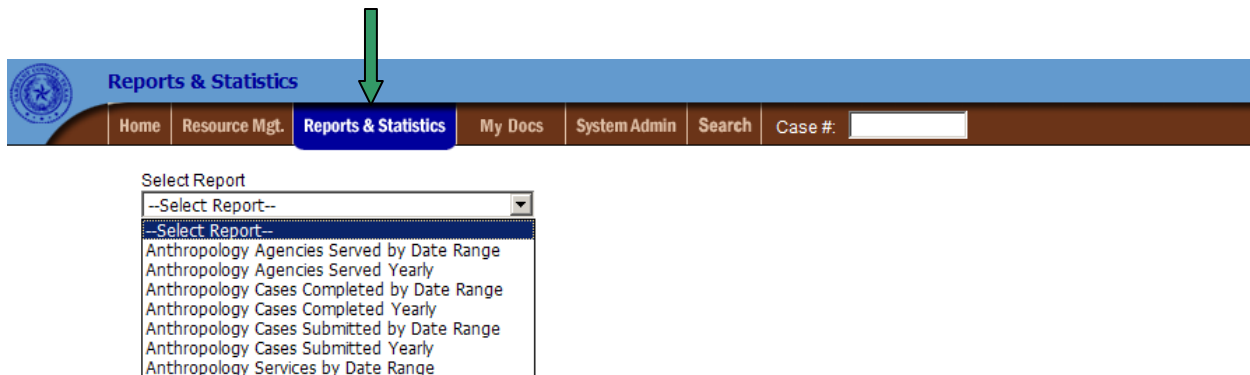 Reports & Statistics
Home Resource Mgt. Reports & Statistics My Docs System Admin Search Case #:
Select Report
--Select Report--
--Select Report--
Anthropology Agencies Served by Date Range
Anthropology Agencies Served Yearly
Anthropology Cases Completed by Date Range
Anthropology Cases Completed Yearly
Anthropology Cases Submitted by Date Range
Anthropology Cases Submitted Yearly
Anthropology Services by Date Range